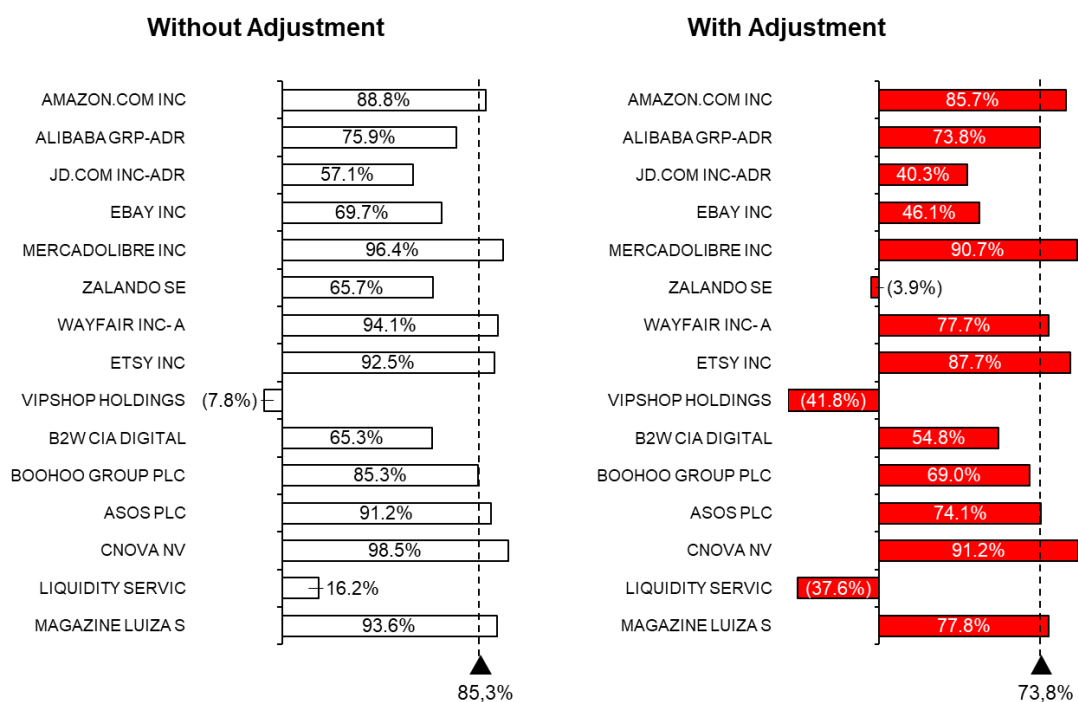 Without Adjustment With Adjustment
AMAZON.COM INC 88.8% AMAZON.COM INC 85.7%
ALIBABA GRP-ADR 75.9% ALIBABA GRP-ADR 73.8%
JD.COM INC-ADR 57.1% JD.COM INC-ADR 40.3%
EBAY INC 69.7% EBAY INC 46.1%
MERCADOLIBRE INC 96.4% MERCADOLIBRE INC 90.7%
ZALANDO SE 65.7% ZALANDO SE (3.9%)
WAYFAIR INC- A 94.1% WAYFAIR INC- A 77.7%
ETSY INC 92.5% ETSY INC 87.7%
VIPSHOP HOLDINGS (7.8%) VIPSHOP HOLDINGS (41.8%)
B2W CIA DIGITAL 65.3% B2W CIA DIGITAL 54.8%
BOOHOO GROUP PLC 85.3% BOOHOO GROUP PLC 69.0%
ASOS PLC 91.2% ASOS PLC 74.1%
CNOVA NV 98.5% CNOVA NV 91.2%
LIQUIDITY SERVIC 16.2% LIQUIDITY SERVIC (37.6%)
MAGAZINE LUIZA S 93.6% MAGAZINE LUIZA S 77.8%
85,3% 73,8%